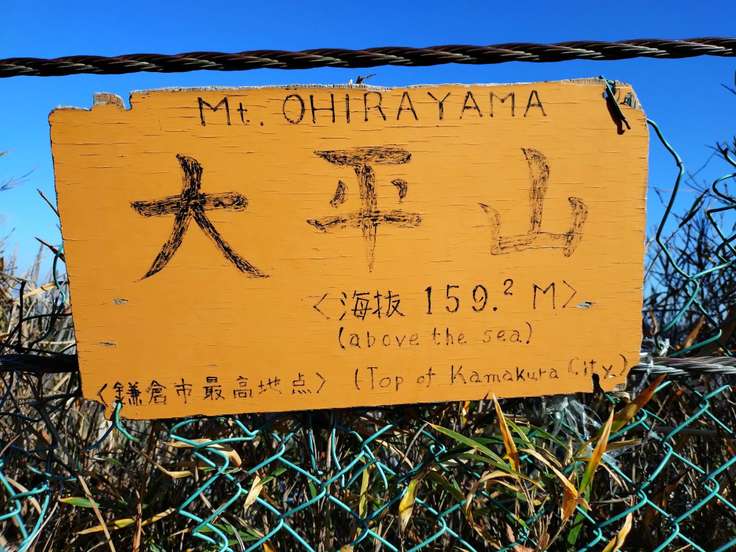 Mt. OHIRAYAMA
大平山
<海抜 159.2 M>
(above the sea)
<鎌倉市最高地点> (Top of Kamakura City)